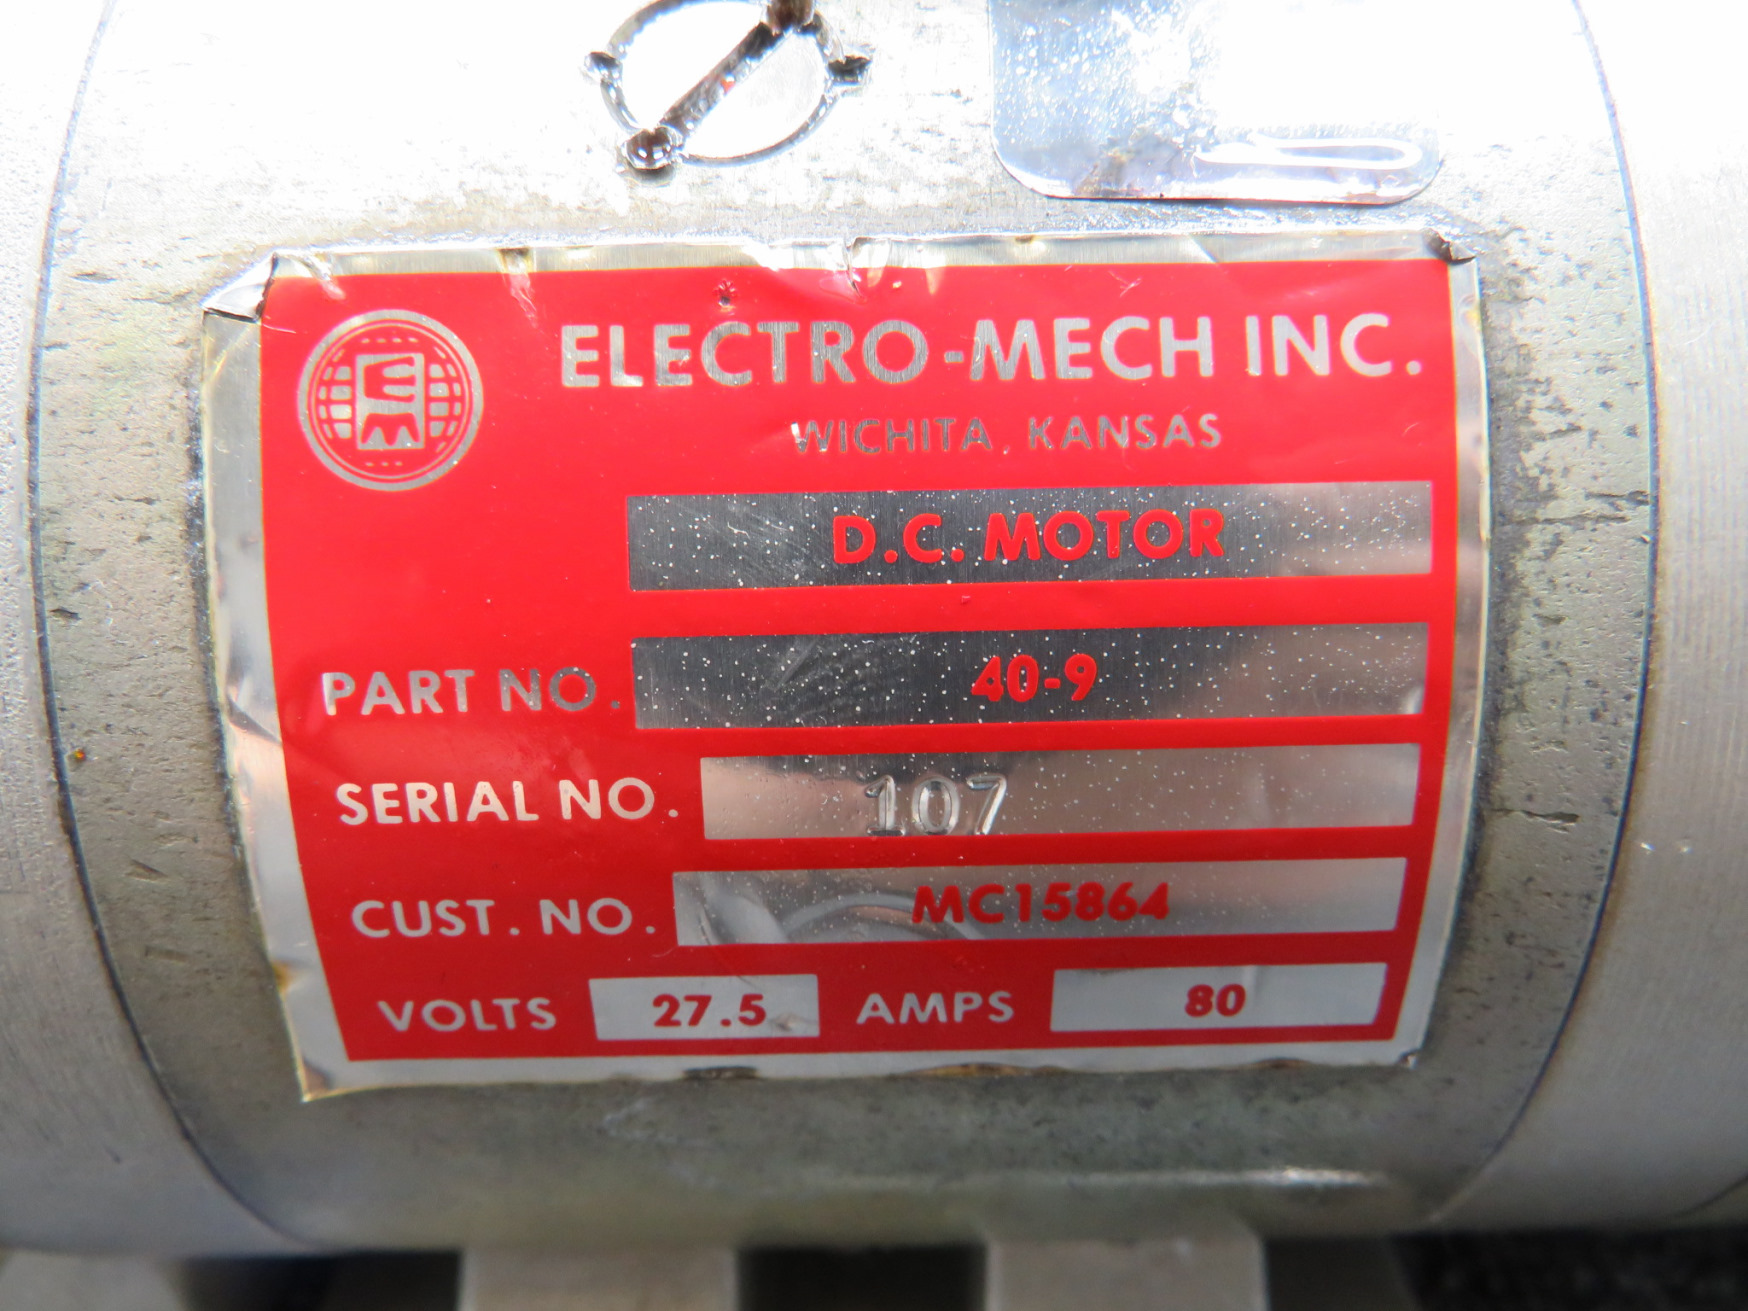 EM
ELECTRO-MECH INC.
WICHITA, KANSAS
D.C. MOTOR
PART NO. 40-9
SERIAL NO. 107
CUST. NO. MC15864
VOLTS 27.5 AMPS 80